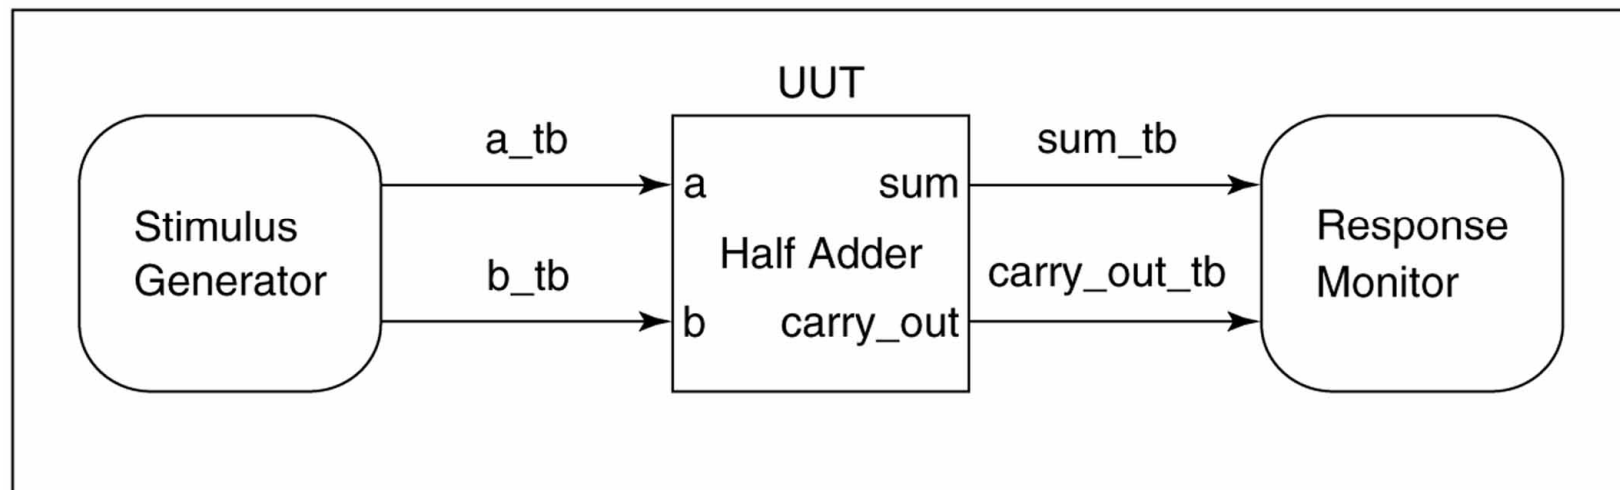 UUT
a_tb
sum_tb
a
sum
Stimulus
Generator
Half Adder
Response
Monitor
b_tb
carry_out_tb
b
carry_out